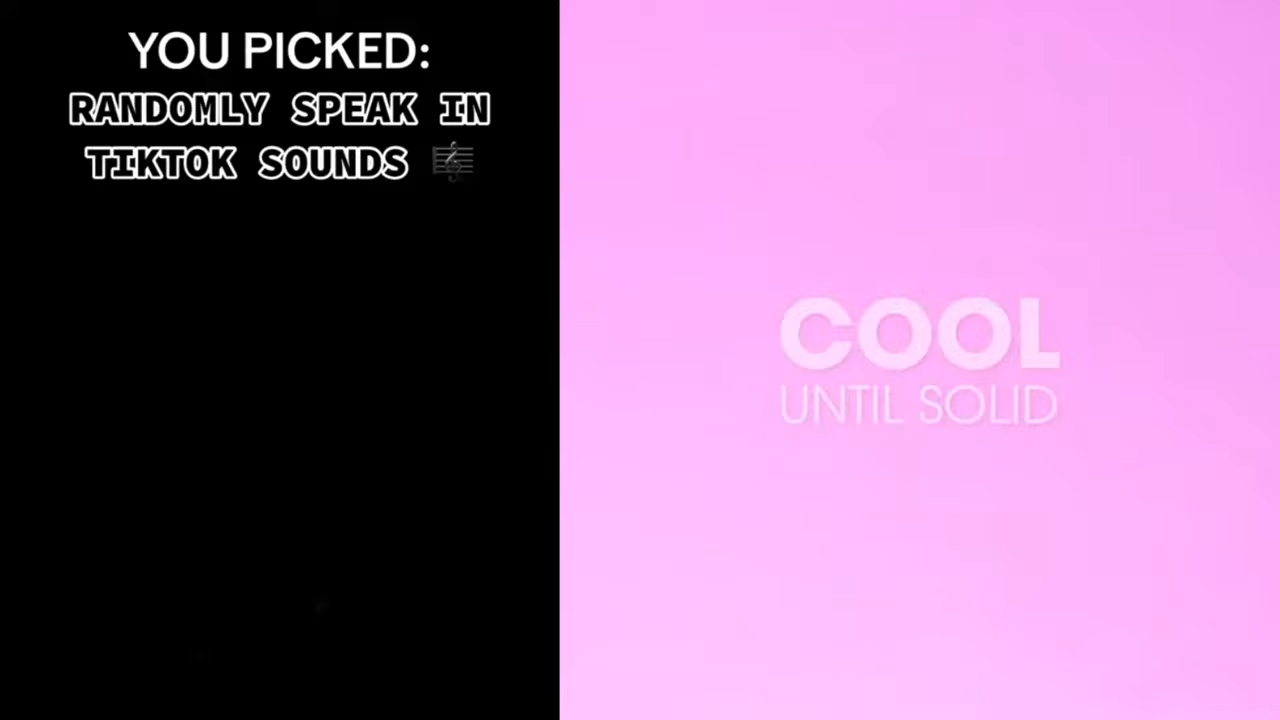 YOU PICKED:
RANDOMLY SPEAK IN
TIKTOK SOUNDS 🎼
COOL
UNTIL SOLID